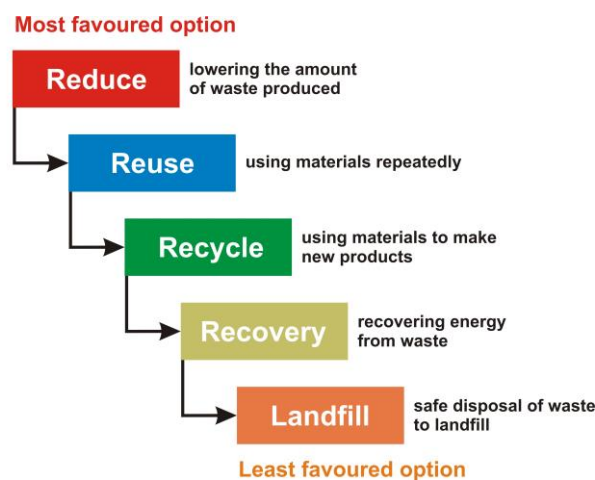 Most favoured option
Reduce
lowering the amount
of waste produced
Reuse
using materials repeatedly
Recycle
using materials to make
new products
Recovery
recovering energy
from waste
Landfill
safe disposal of waste
to landfill
Least favoured option